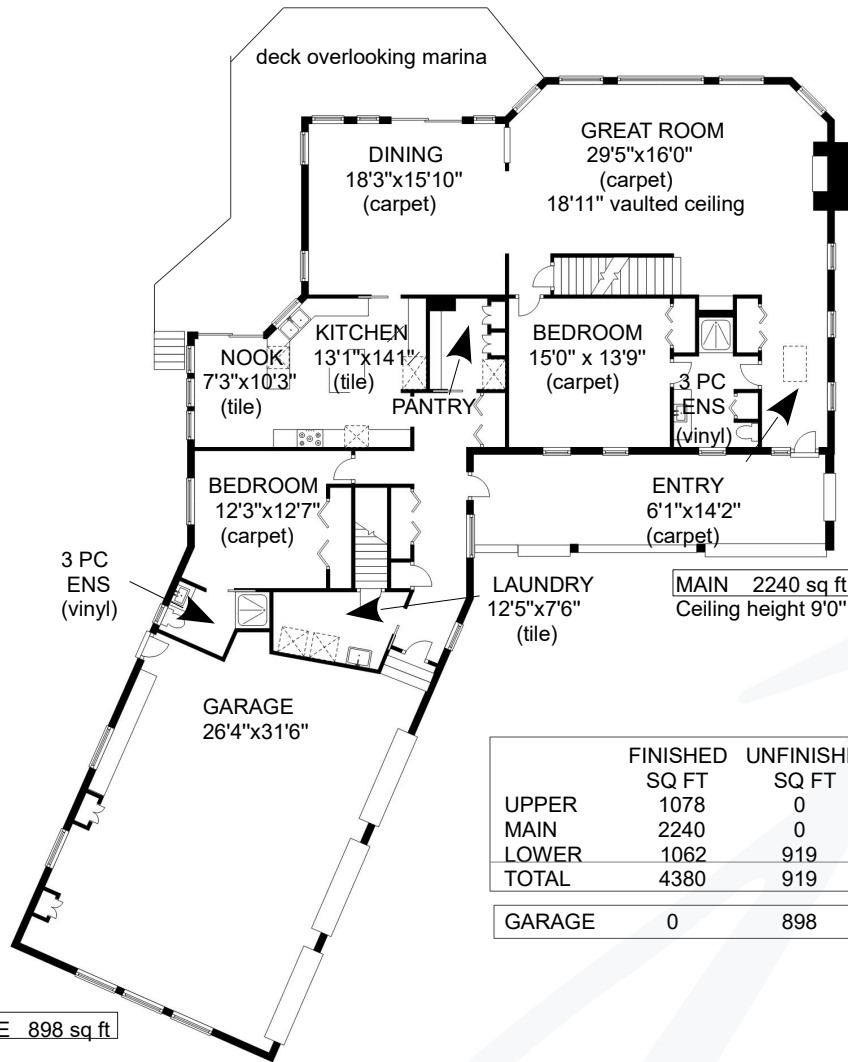 deck overlooking marina
GREAT ROOM
29'5"x16'0"
(carpet)
18'11" vaulted ceiling
DINING
18'3"x15'10"
(carpet)
KITCHEN
13'1"x141"
(tile)
NOOK
7'3"x10'3"
(tile)
PANTRY
BEDROOM
15'0" x 13'9"
(carpet)
3 PC
ENS
(vinyl)
BEDROOM
12'3"x12'7"
(carpet)
ENTRY
6'1"x14'2"
(carpet)
3 PC
ENS
(vinyl)
LAUNDRY
12'5"x7'6"
(tile)
MAIN 2240 sq ft
Ceiling height 9'0"
GARAGE
26'4"x31'6"
FINISHED UNFINISH
SQ FT SQ FT
UPPER 1078 0
MAIN 2240 0
LOWER 1062 919
TOTAL 4380 919
GARAGE 0 898
E 898 sq ft